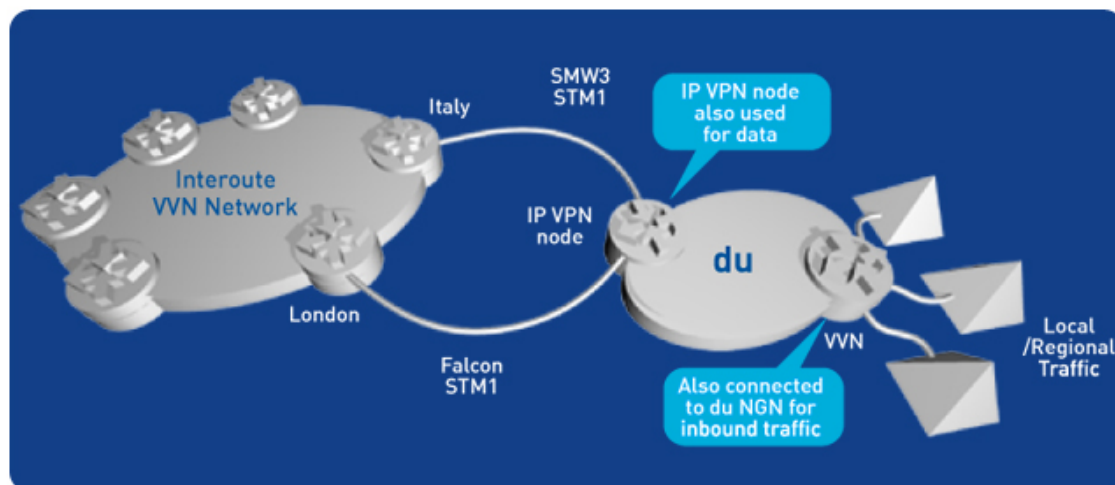 SMW3
STM1
IP VPN node
also used
for data
Italy
Interoute
VVN Network
IP VPN
node
du
London
VVN
Local
/Regional
Traffic
Falcon
STM1
Also connected
to du NGN for
inbound traffic